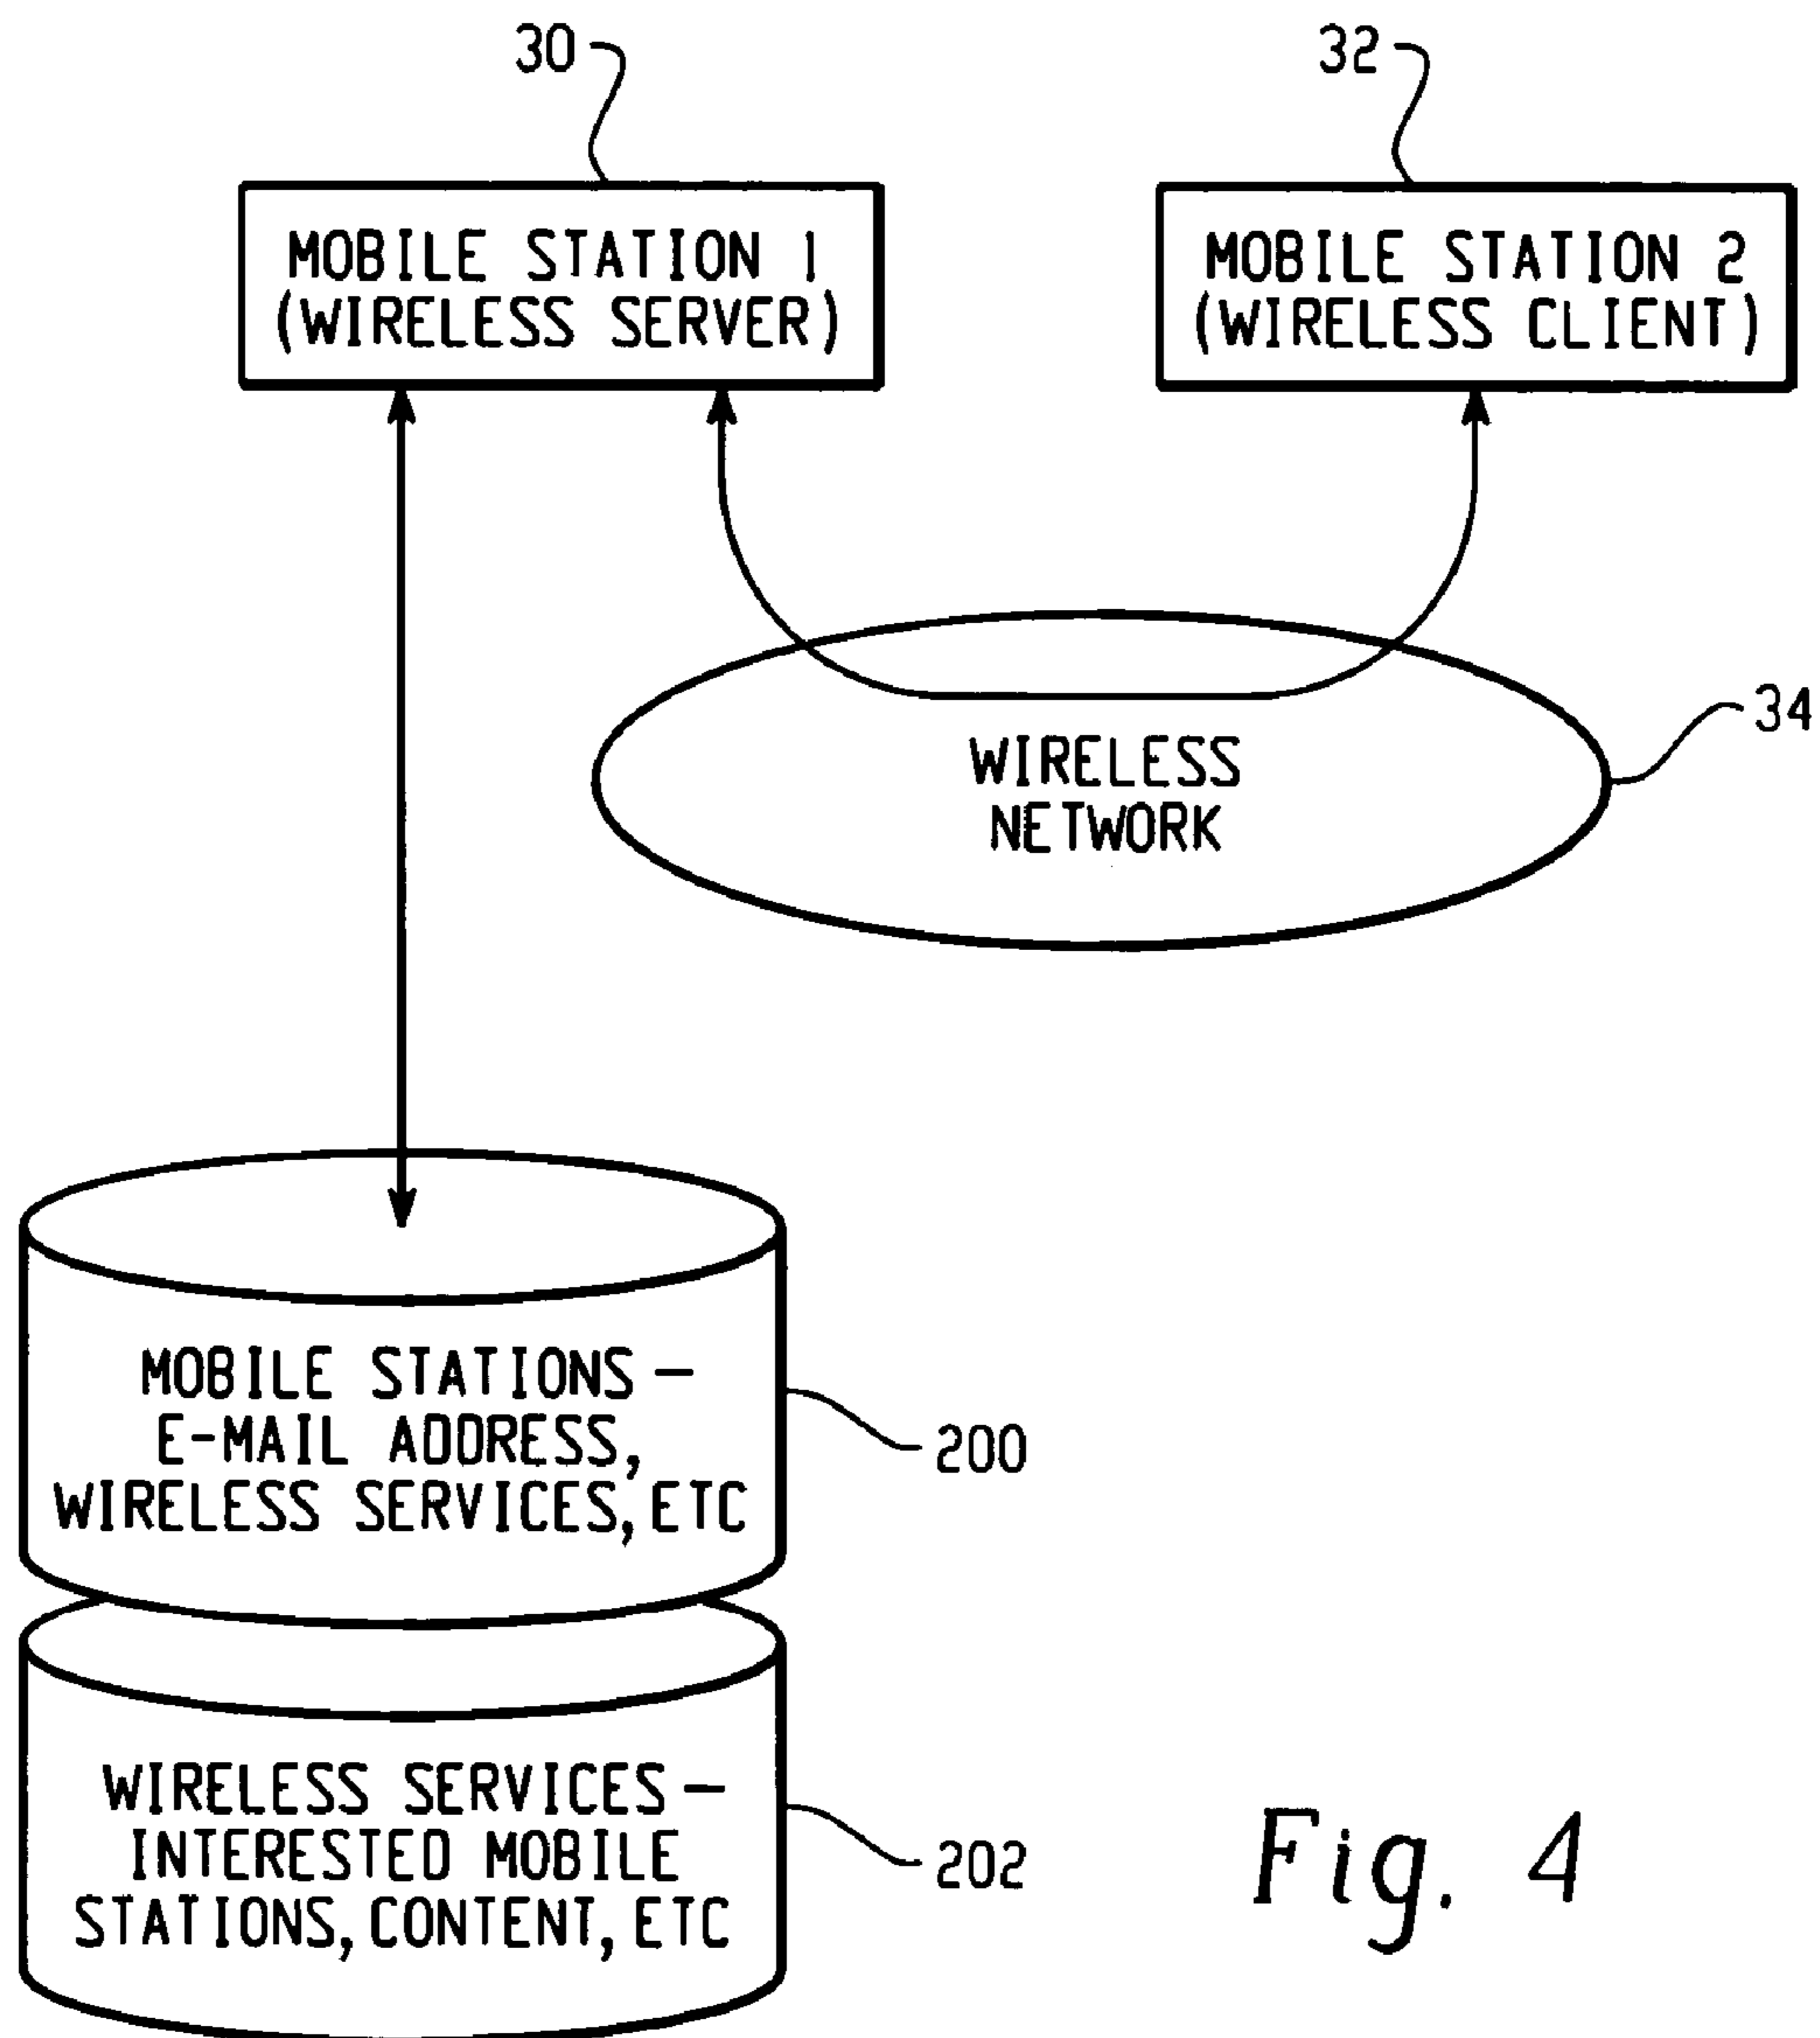 30
32
MOBILE STATION 1
(WIRELESS SERVER)
MOBILE STATION 2
(WIRELESS CLIENT)
34
WIRELESS
NETWORK
MOBILE STATIONS —
E-MAIL ADDRESS,
WIRELESS SERVICES, ETC
200
WIRELESS SERVICES —
INTERESTED MOBILE
STATIONS, CONTENT, ETC
202
Fig. 4